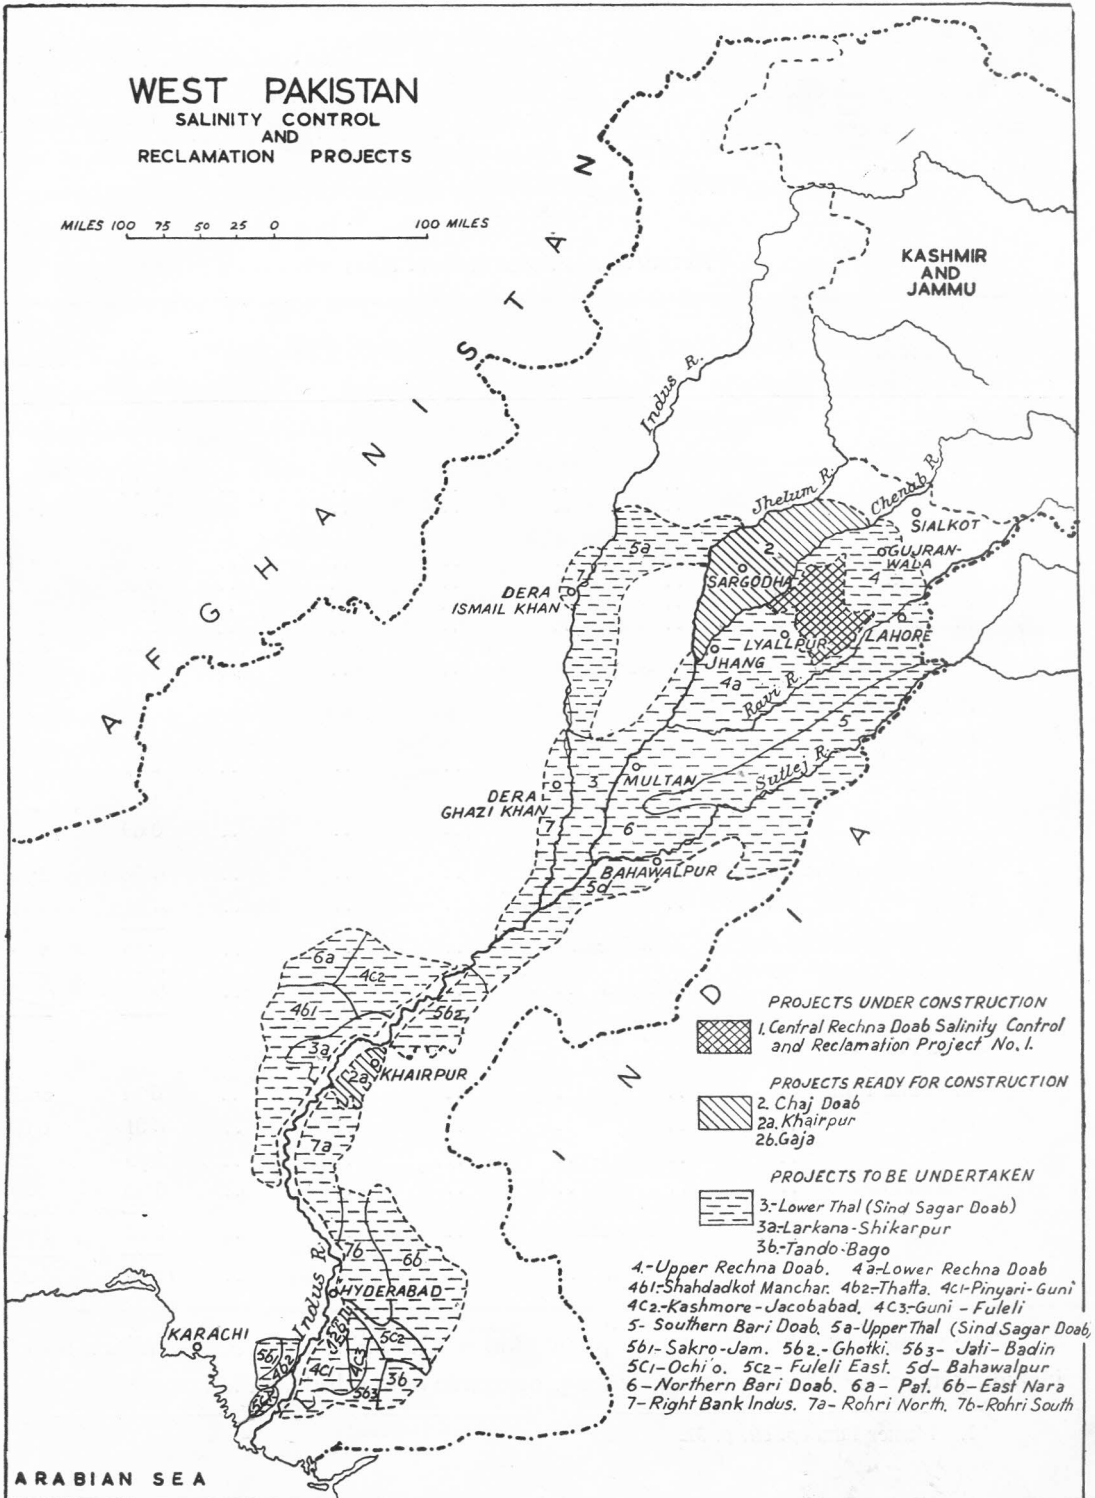 WEST PAKISTAN
SALINITY CONTROL
AND
RECLAMATION PROJECTS
MILES 100 75 50 25 0 100 MILES
AFGHANISTAN
KASHMIR
AND
JAMMU
Indus R.
Jhelum R.
Chenab R.
SIALKOT
5a
2
GUJRAN-
WALA
SARGODHA
4
DERA
ISMAIL KHAN
LYALLPUR
LAHORE
JHANG
4a
Ravi R.
5
3
MULTAN
Sutlej R.
DERA
GHAZI KHAN
7
6
BAHAWALPUR
5d
INDIA
6a
4c2
4b1
5b2
3a
2a
KHAIRPUR
7a
7b
6b
Indus R.
HYDERABAD
KARACHI
5b1
4b2
5c2
4c1
4c3
3b
5b3
ARABIAN SEA
PROJECTS UNDER CONSTRUCTION
1. Central Rechna Doab Salinity Control
and Reclamation Project No. 1.
PROJECTS READY FOR CONSTRUCTION
2. Chaj Doab
2a. Khairpur
2b. Gaja
PROJECTS TO BE UNDERTAKEN
3.-Lower Thal (Sind Sagar Doab)
3a-Larkana-Shikarpur
3b.-Tando-Bago
4.-Upper Rechna Doab. 4a-Lower Rechna Doab
4b1-Shahdadkot Manchar. 4b2-Thatta. 4C1-Pinyari-Guni
4C2.-Kashmore-Jacobabad. 4C3.-Guni - Fuleli
5- Southern Bari Doab. 5a-Upper Thal (Sind Sagar Doab)
5b1- Sakro-Jam. 5b2.-Ghotki. 5b3- Jati-Badin
5C1-Ochi'o. 5C2- Fuleli East. 5d- Bahawalpur
6-Northern Bari Doab. 6a- Pat. 6b-East Nara
7-Right Bank Indus. 7a- Rohri North. 7b-Rohri South